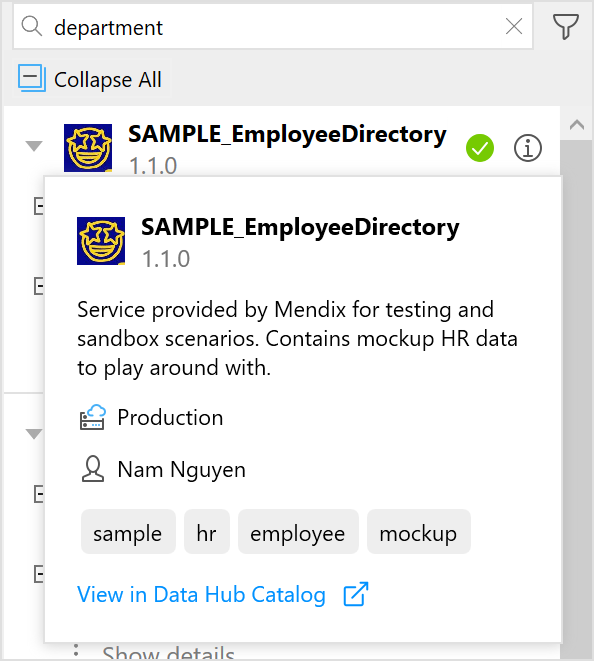 department
Collapse All
SAMPLE_EmployeeDirectory
1.1.0
SAMPLE_EmployeeDirectory
1.1.0
Service provided by Mendix for testing and
sandbox scenarios. Contains mockup HR data
to play around with.
Production
Nam Nguyen
sample hr employee mockup
View in Data Hub Catalog
Show details